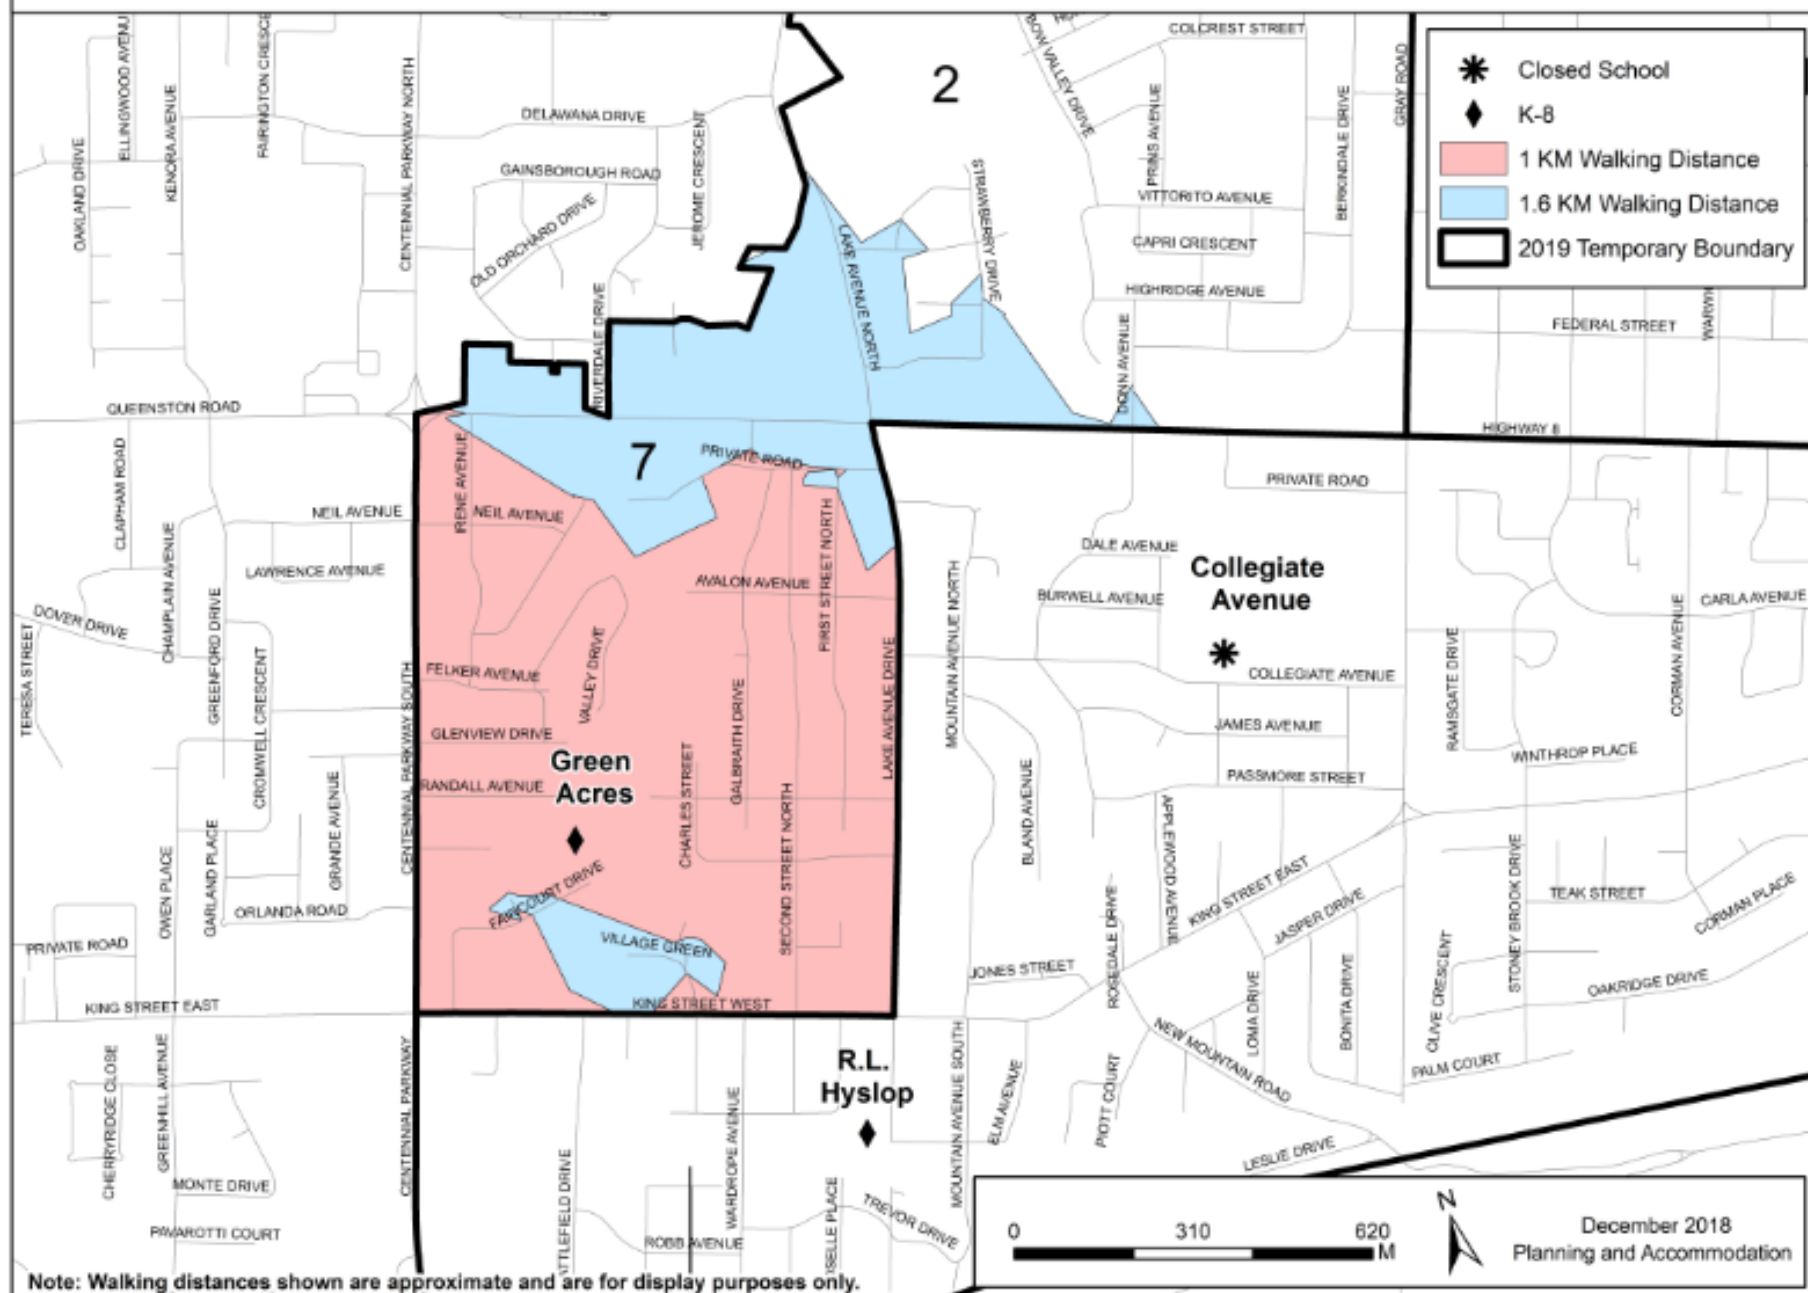 COLCREST STREET
BOW VALLEY DRIVE
GRAY ROAD
2
Closed School
K-8
1 KM Walking Distance
1.6 KM Walking Distance
2019 Temporary Boundary
OAKLAND DRIVE
KENORA AVENUE
CENTENNIAL PARKWAY NORTH
DELAWANA DRIVE
GAINSBOROUGH ROAD
JEROME CRESCENT
OLD ORCHARD DRIVE
RIVERDALE DRIVE
LAKE AVENUE NORTH
STRAWBERRY DRIVE
PRINS AVENUE
BERKINDALE DRIVE
VITTORITO AVENUE
CAPRI CRESCENT
HIGHRIDGE AVENUE
DONN AVENUE
FEDERAL STREET
QUEENSTON ROAD
HIGHWAY 8
7
PRIVATE ROAD
PRIVATE ROAD
CLAPHAM ROAD
IRENE AVENUE
NEIL AVENUE
NEIL AVENUE
CHAMPLAIN AVENUE
LAWRENCE AVENUE
AVALON AVENUE
FIRST STREET NORTH
MOUNTAIN AVENUE NORTH
DALE AVENUE
BURWELL AVENUE
Collegiate
Avenue
CARLA AVENUE
DOVER DRIVE
TERESA STREET
GREENFORD DRIVE
CROMWELL CRESCENT
CENTENNIAL PARKWAY SOUTH
FELKER AVENUE
VALLEY DRIVE
GALBRAITH DRIVE
LAKE AVENUE DRIVE
COLLEGIATE AVENUE
RAMSGATE DRIVE
CORMAN AVENUE
GLENVIEW DRIVE
JAMES AVENUE
WINTHROP PLACE
Green
Acres
RANDALL AVENUE
CHARLES STREET
PASSMORE STREET
GRANDE AVENUE
OWEN PLACE
GARLAND PLACE
SECOND STREET NORTH
BLAND AVENUE
APPLEWOOD AVENUE
KING STREET EAST
STONEY BROOK DRIVE
TEAK STREET
CORMAN PLACE
FAIRCOURT DRIVE
ORLANDA ROAD
JASPER DRIVE
ROSEDALE DRIVE
PRIVATE ROAD
VILLAGE GREEN
JONES STREET
LOMA DRIVE
BONITA DRIVE
OLIVE CRESCENT
OAKRIDGE DRIVE
KING STREET EAST
KING STREET WEST
NEW MOUNTAIN ROAD
PALM COURT
CHERRYRIDGE CLOSE
GREENHILL AVENUE
CENTENNIAL PARKWAY
R.L.
Hyslop
WARDROPE AVENUE
MOUNTAIN AVENUE SOUTH
ELM AVENUE
PIOTT COURT
LESLIE DRIVE
MONTE DRIVE
PAVAROTTI COURT
ROBB AVENUE
TREVOR DRIVE
0 310 620
M
N
December 2018
Planning and Accommodation
Note: Walking distances shown are approximate and are for display purposes only.